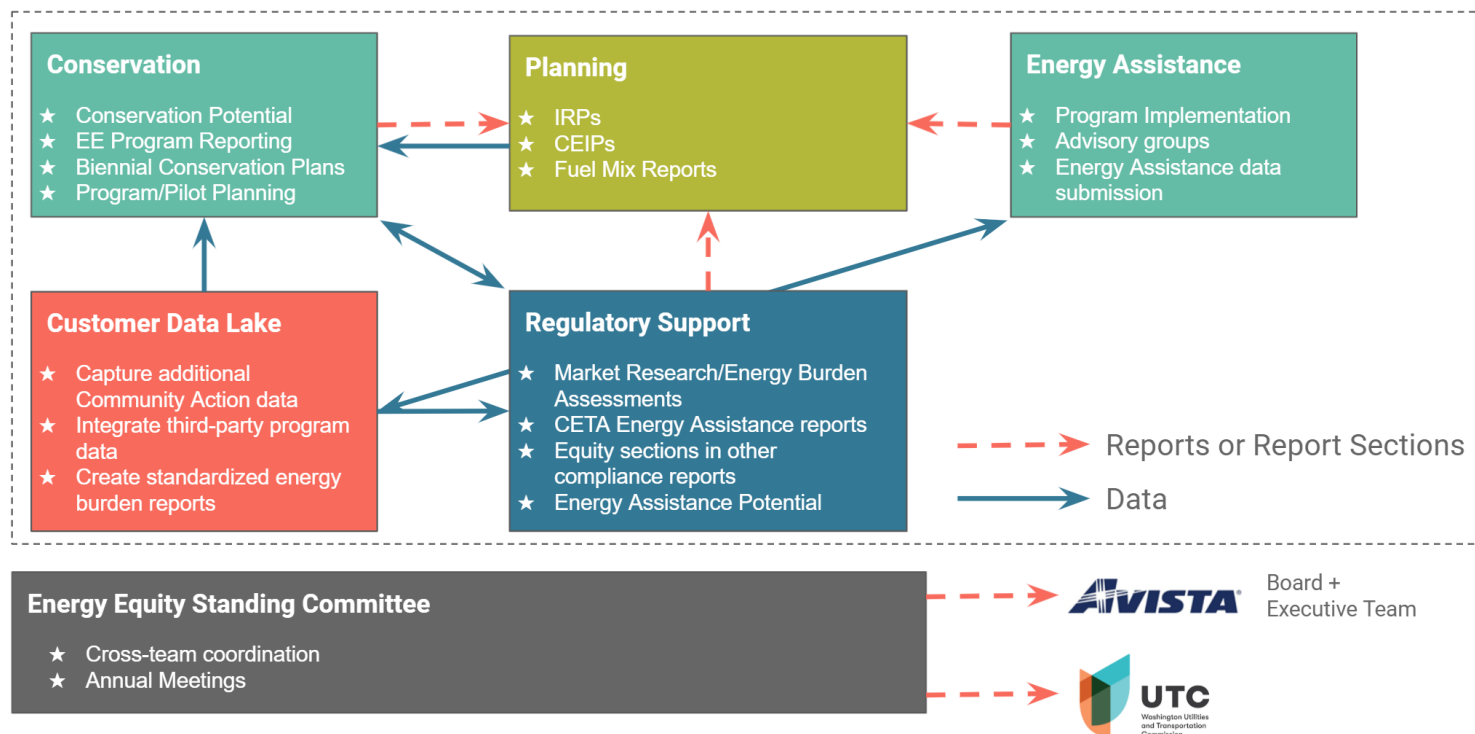 Conservation
★ Conservation Potential
★ EE Program Reporting
★ Biennial Conservation Plans
★ Program/Pilot Planning
Planning
★ IRPs
★ CEIPs
★ Fuel Mix Reports
Energy Assistance
★ Program Implementation
★ Advisory groups
★ Energy Assistance data
submission
Customer Data Lake
★ Capture additional
Community Action data
★ Integrate third-party program
data
★ Create standardized energy
burden reports
Regulatory Support
★ Market Research/Energy Burden
Assessments
★ CETA Energy Assistance reports
★ Equity sections in other
compliance reports
★ Energy Assistance Potential
Reports or Report Sections
Data
Energy Equity Standing Committee
★ Cross-team coordination
★ Annual Meetings
AVISTA®
Board +
Executive Team
UTC
Washington Utilities
and Transportation
Commission